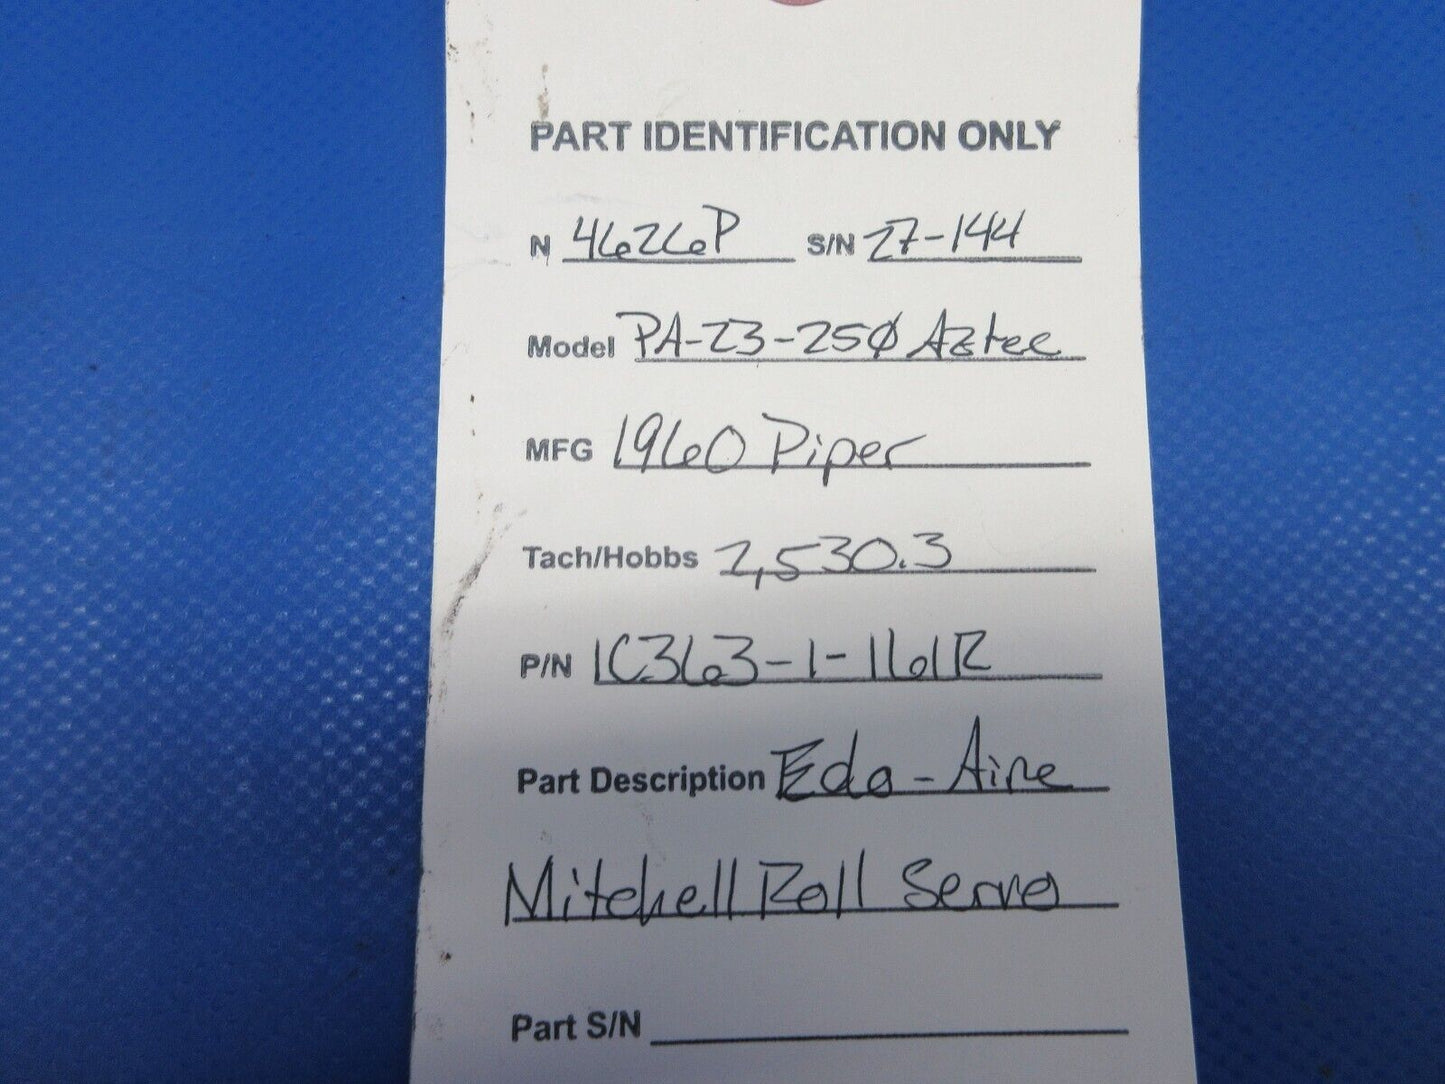 PART IDENTIFICATION ONLY
N 4626P S/N 27-144
Model PA-23-250 Aztec
MFG 1960 Piper
Tach/Hobbs 2,530.3
P/N 1C363-1-161R
Part Description Edo-Aire
Mitchell Roll Servo
Part S/N